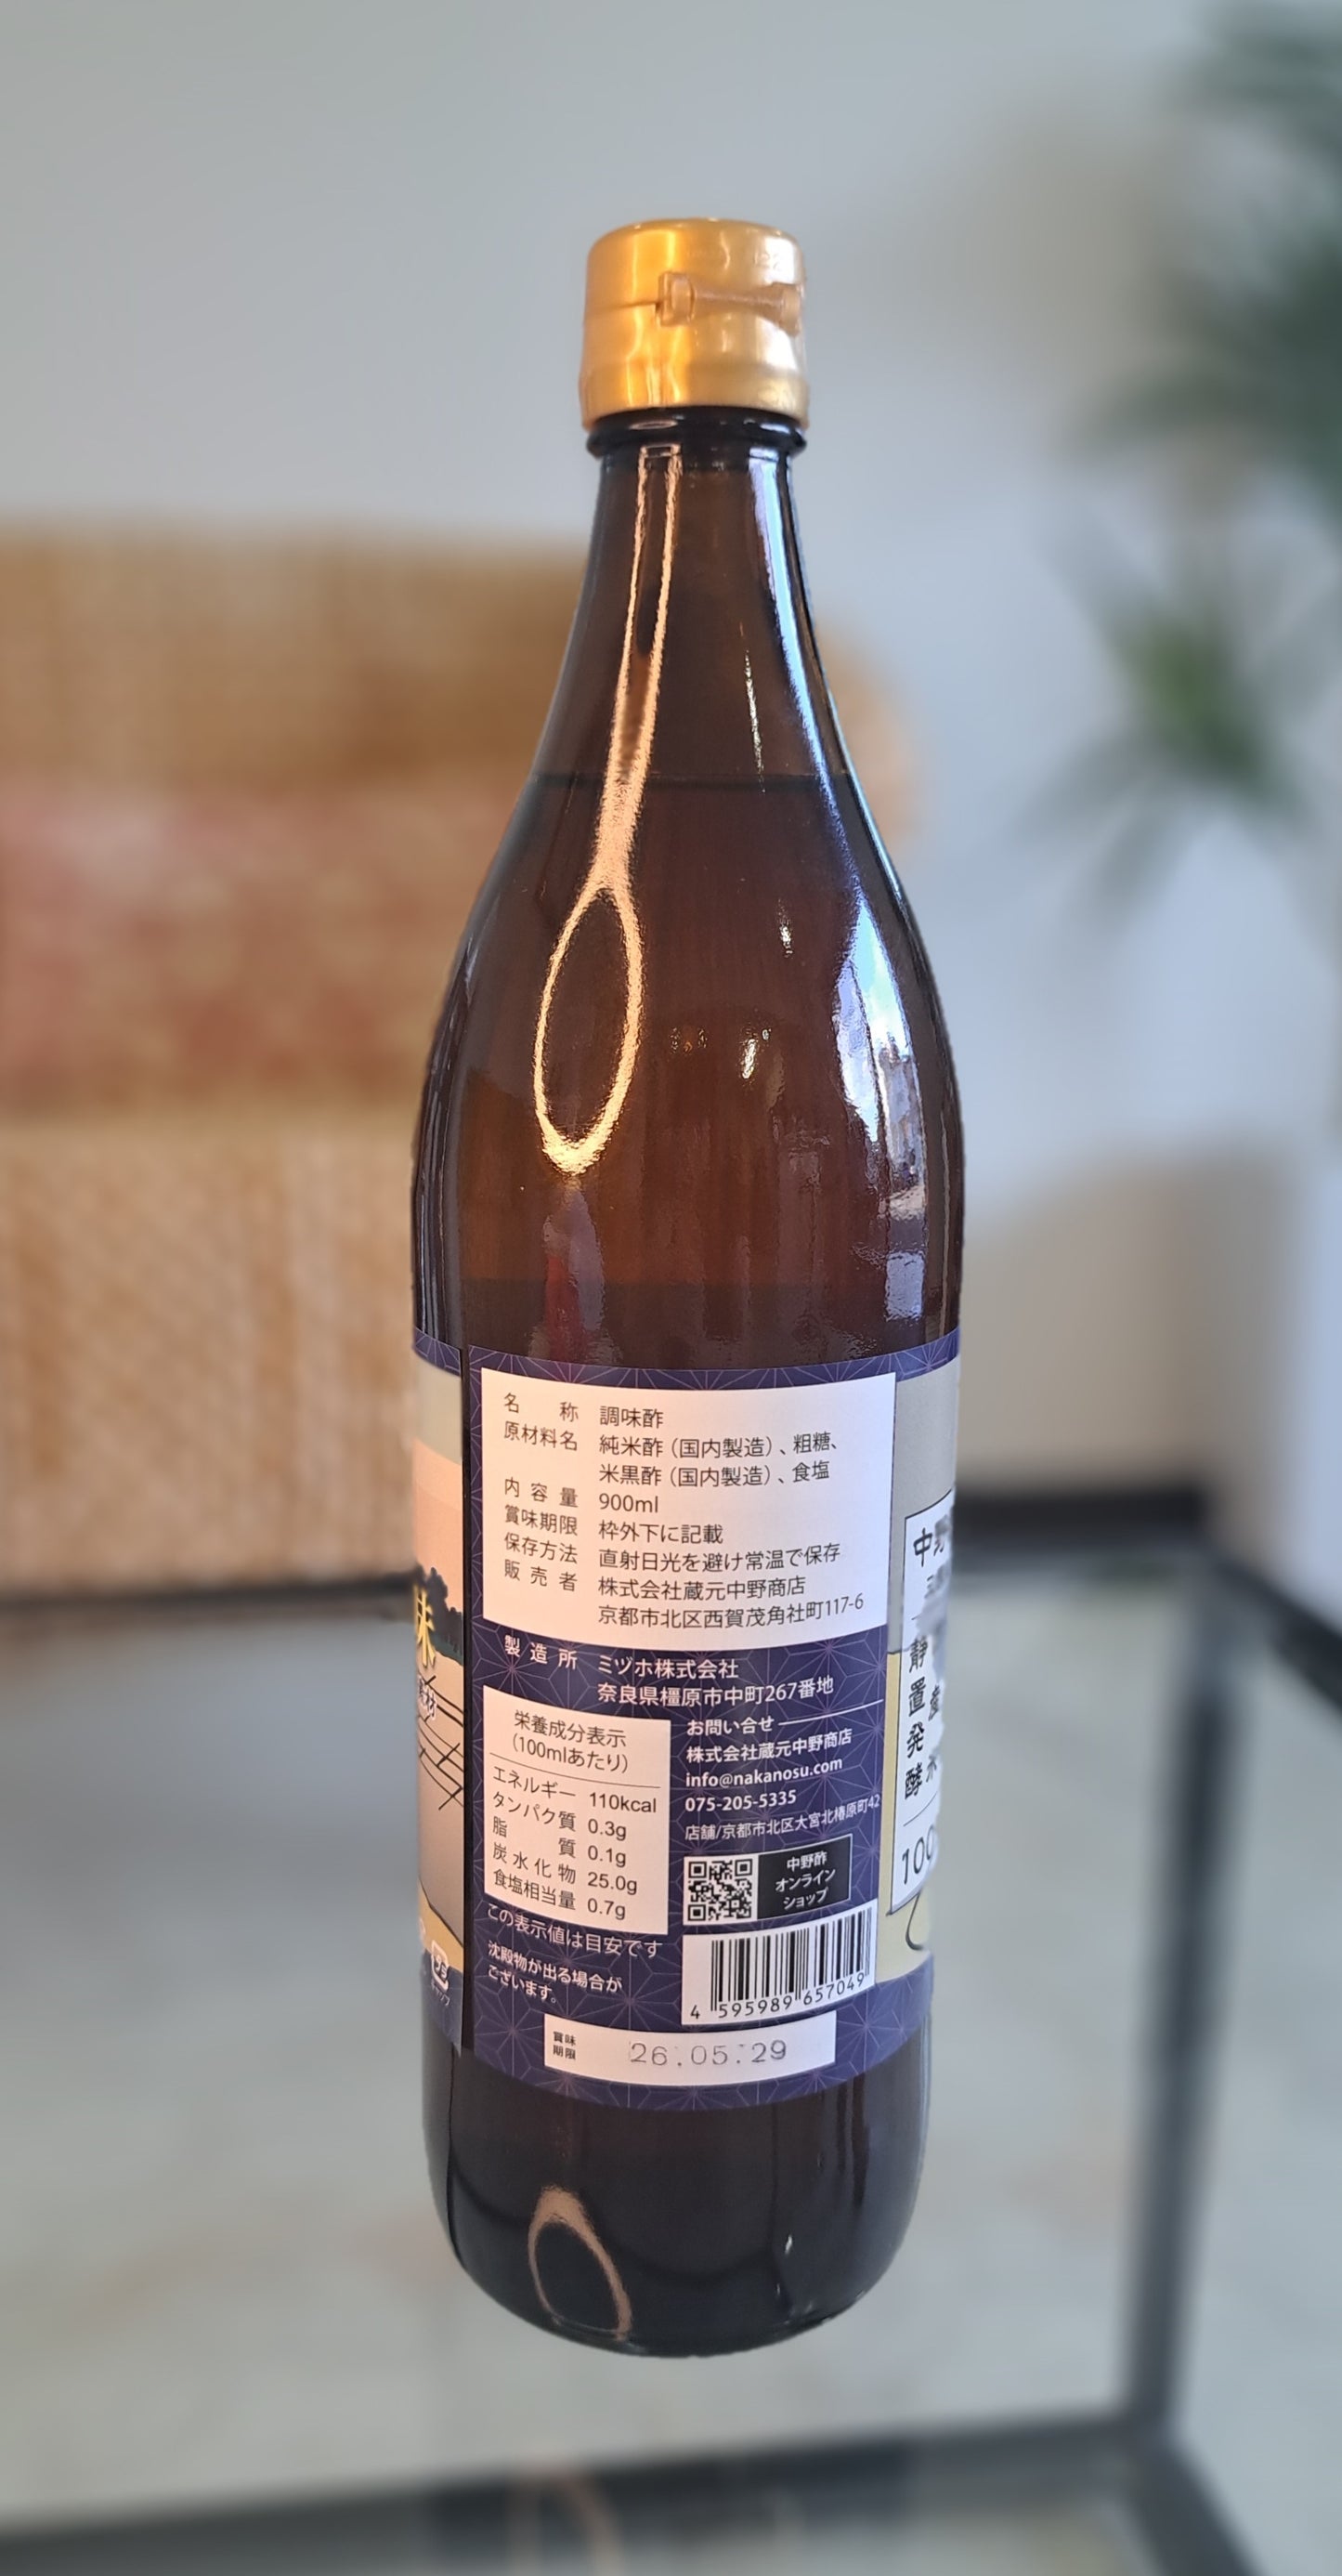 名称 調味酢
原材料名 純米酢（国内製造）、粗糖、
米黒酢（国内製造）、食塩
内容量 900ml
賞味期限 枠外下に記載
保存方法 直射日光を避け常温で保存
販売者 株式会社蔵元中野商店
京都市北区西賀茂角社町117-6
製造所 ミヅホ株式会社
奈良県橿原市中町267番地
栄養成分表示
（100mlあたり）
エネルギー 110kcal
タンパク質 0.3g
脂質 0.1g
炭水化物 25.0g
食塩相当量 0.7g
この表示値は目安です
沈殿物が出る場合が
ございます。
お問い合せ
株式会社蔵元中野商店
info@nakanosu.com
075-205-5335
店舗/京都市北区大宮北椿原町42
中野酢
オンライン
ショップ
4 595989 657049
賞味
期限
26.05.29
味
中野
静置発酵
100